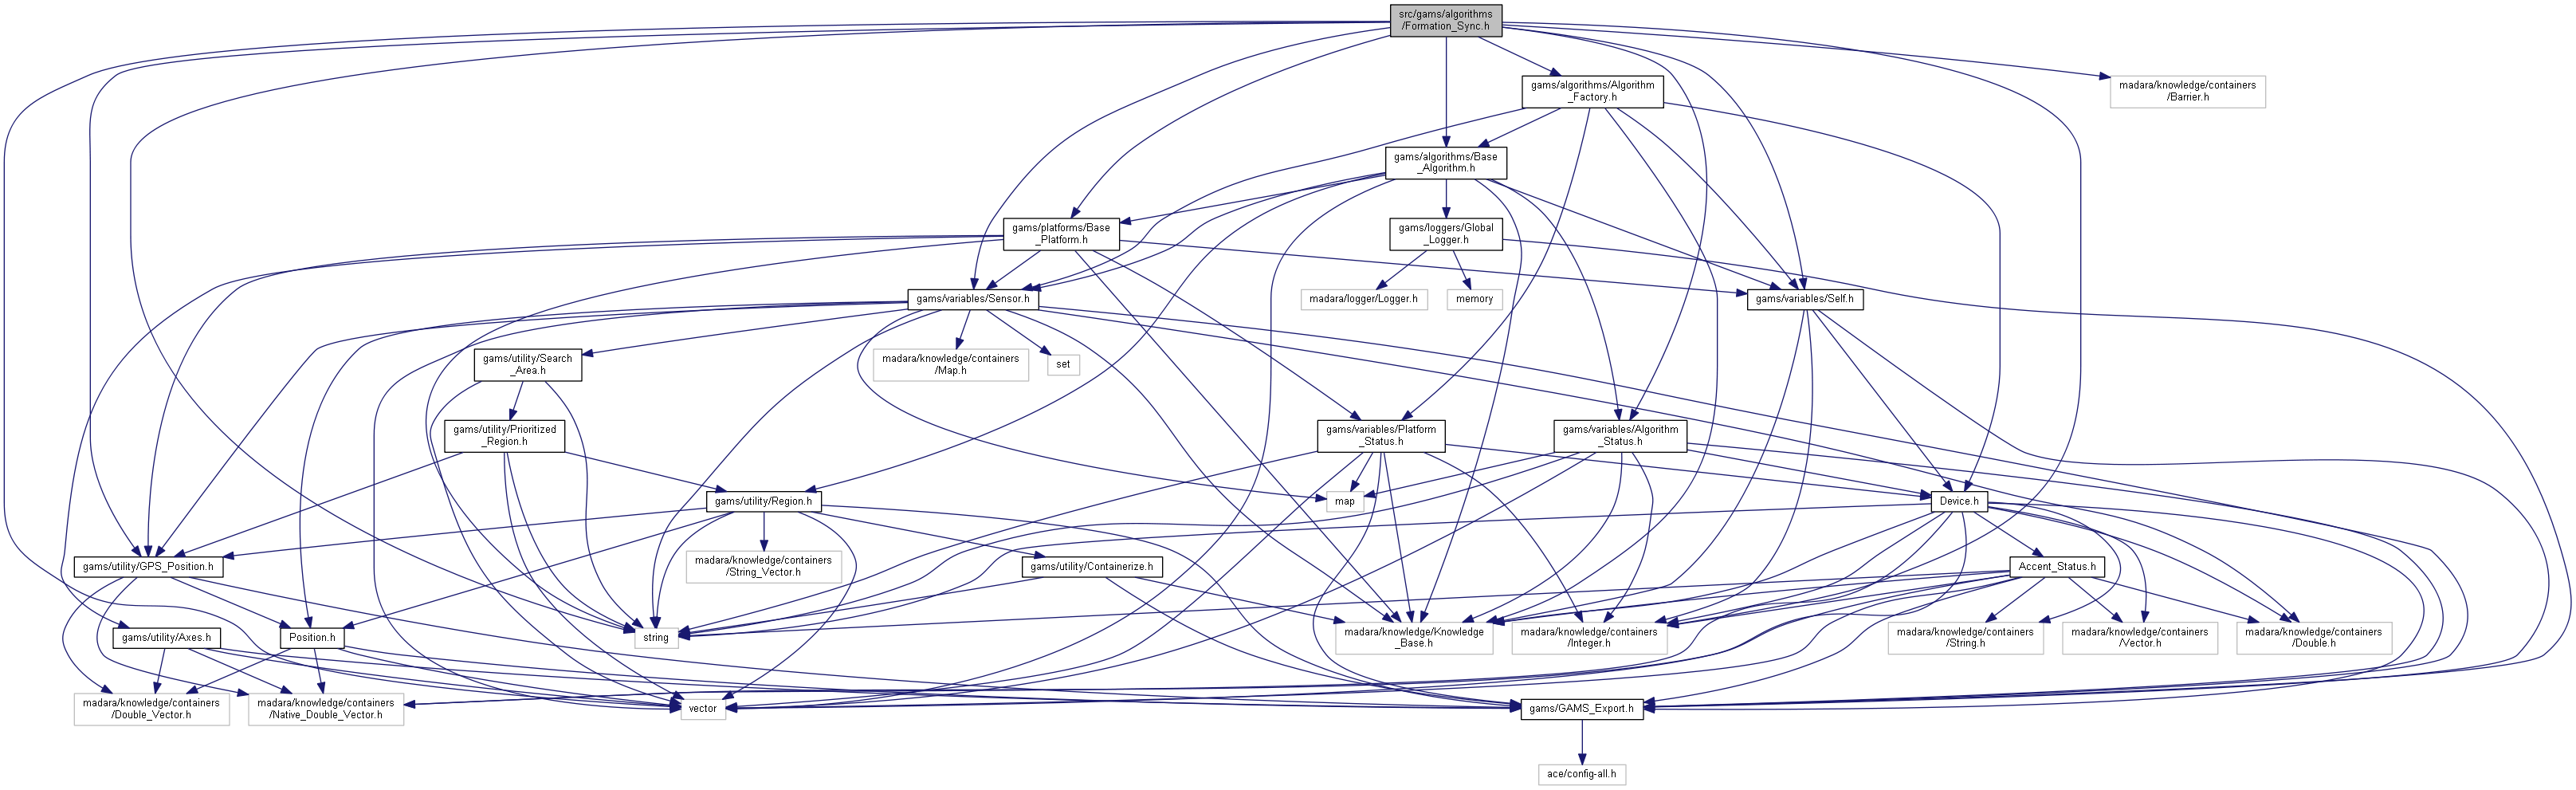 src/gams/algorithms
/Formation_Sync.h
gams/algorithms/Algorithm
_Factory.h
madara/knowledge/containers
/Barrier.h
gams/algorithms/Base
_Algorithm.h
gams/platforms/Base
_Platform.h
gams/loggers/Global
_Logger.h
gams/variables/Sensor.h
madara/logger/Logger.h
memory
gams/variables/Self.h
gams/utility/Search
_Area.h
madara/knowledge/containers
/Map.h
set
gams/utility/Prioritized
_Region.h
gams/variables/Platform
_Status.h
gams/variables/Algorithm
_Status.h
gams/utility/Region.h
map
Device.h
gams/utility/GPS_Position.h
madara/knowledge/containers
/String_Vector.h
gams/utility/Containerize.h
Accent_Status.h
gams/utility/Axes.h
Position.h
string
madara/knowledge/Knowledge
_Base.h
madara/knowledge/containers
/Integer.h
madara/knowledge/containers
/String.h
madara/knowledge/containers
/Vector.h
madara/knowledge/containers
/Double.h
madara/knowledge/containers
/Double_Vector.h
madara/knowledge/containers
/Native_Double_Vector.h
vector
gams/GAMS_Export.h
ace/config-all.h